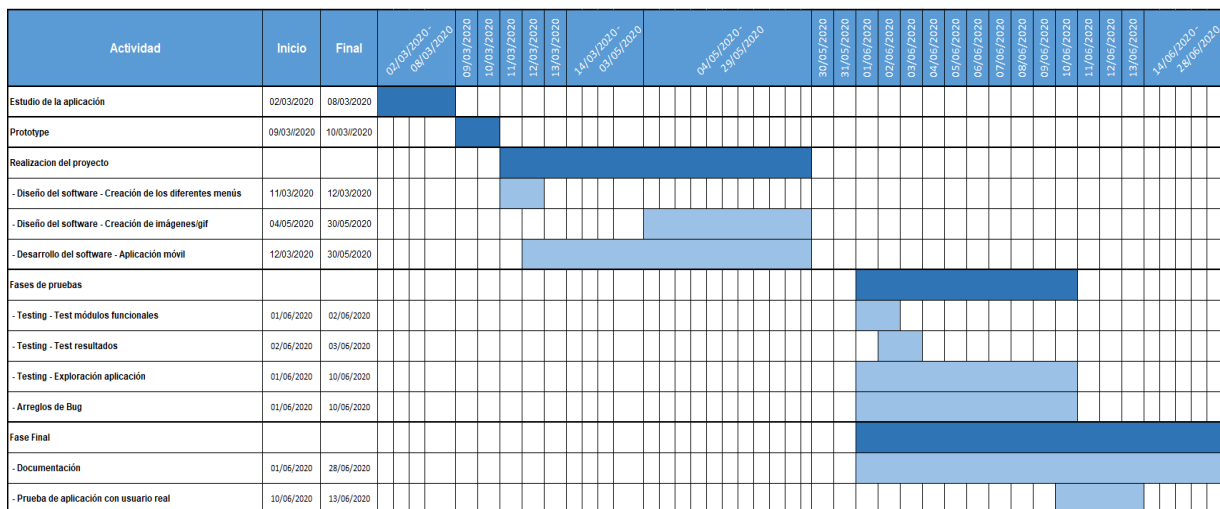 Actividad Inicio Final 02/03/2020- 08/03/2020 09/03/2020 10/03/2020 11/03/2020 12/03/2020 13/03/2020 14/03/2020- 03/05/2020 04/05/2020- 29/05/2020 30/05/2020 31/05/2020 01/06/2020 02/06/2020 03/06/2020 04/06/2020 05/06/2020 06/06/2020 07/06/2020 08/06/2020 09/06/2020 10/06/2020 11/06/2020 12/06/2020 13/06/2020 14/06/2020- 28/06/2020
Estudio de la aplicación 02/03/2020 08/03/2020
Prototype 09/03//2020 10/03//2020
Realizacion del proyecto
- Diseño del software - Creación de los diferentes menús 11/03/2020 12/03/2020
- Diseño del software - Creación de imágenes/gif 04/05/2020 30/05/2020
- Desarrollo del software - Aplicación móvil 12/03/2020 30/05/2020
Fases de pruebas
- Testing - Test módulos funcionales 01/06/2020 02/06/2020
- Testing - Test resultados 02/06/2020 03/06/2020
- Testing - Exploración aplicación 01/06/2020 10/06/2020
- Arreglos de Bug 01/06/2020 10/06/2020
Fase Final
- Documentación 01/06/2020 28/06/2020
- Prueba de aplicación con usuario real 10/06/2020 13/06/2020